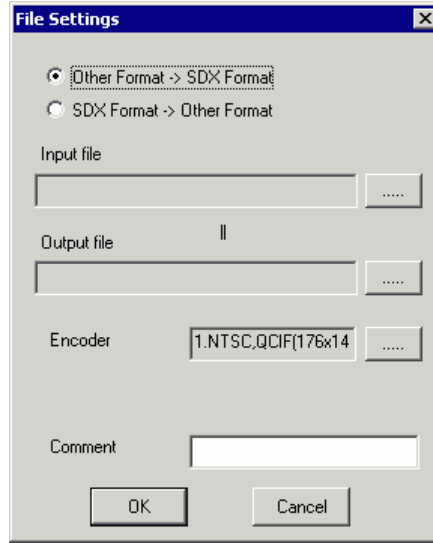 File Settings
Other Format -> SDX Format
SDX Format -> Other Format
Input file
.....
||
Output file
.....
Encoder 1.NTSC,QCIF(176x14 .....
Comment
OK Cancel